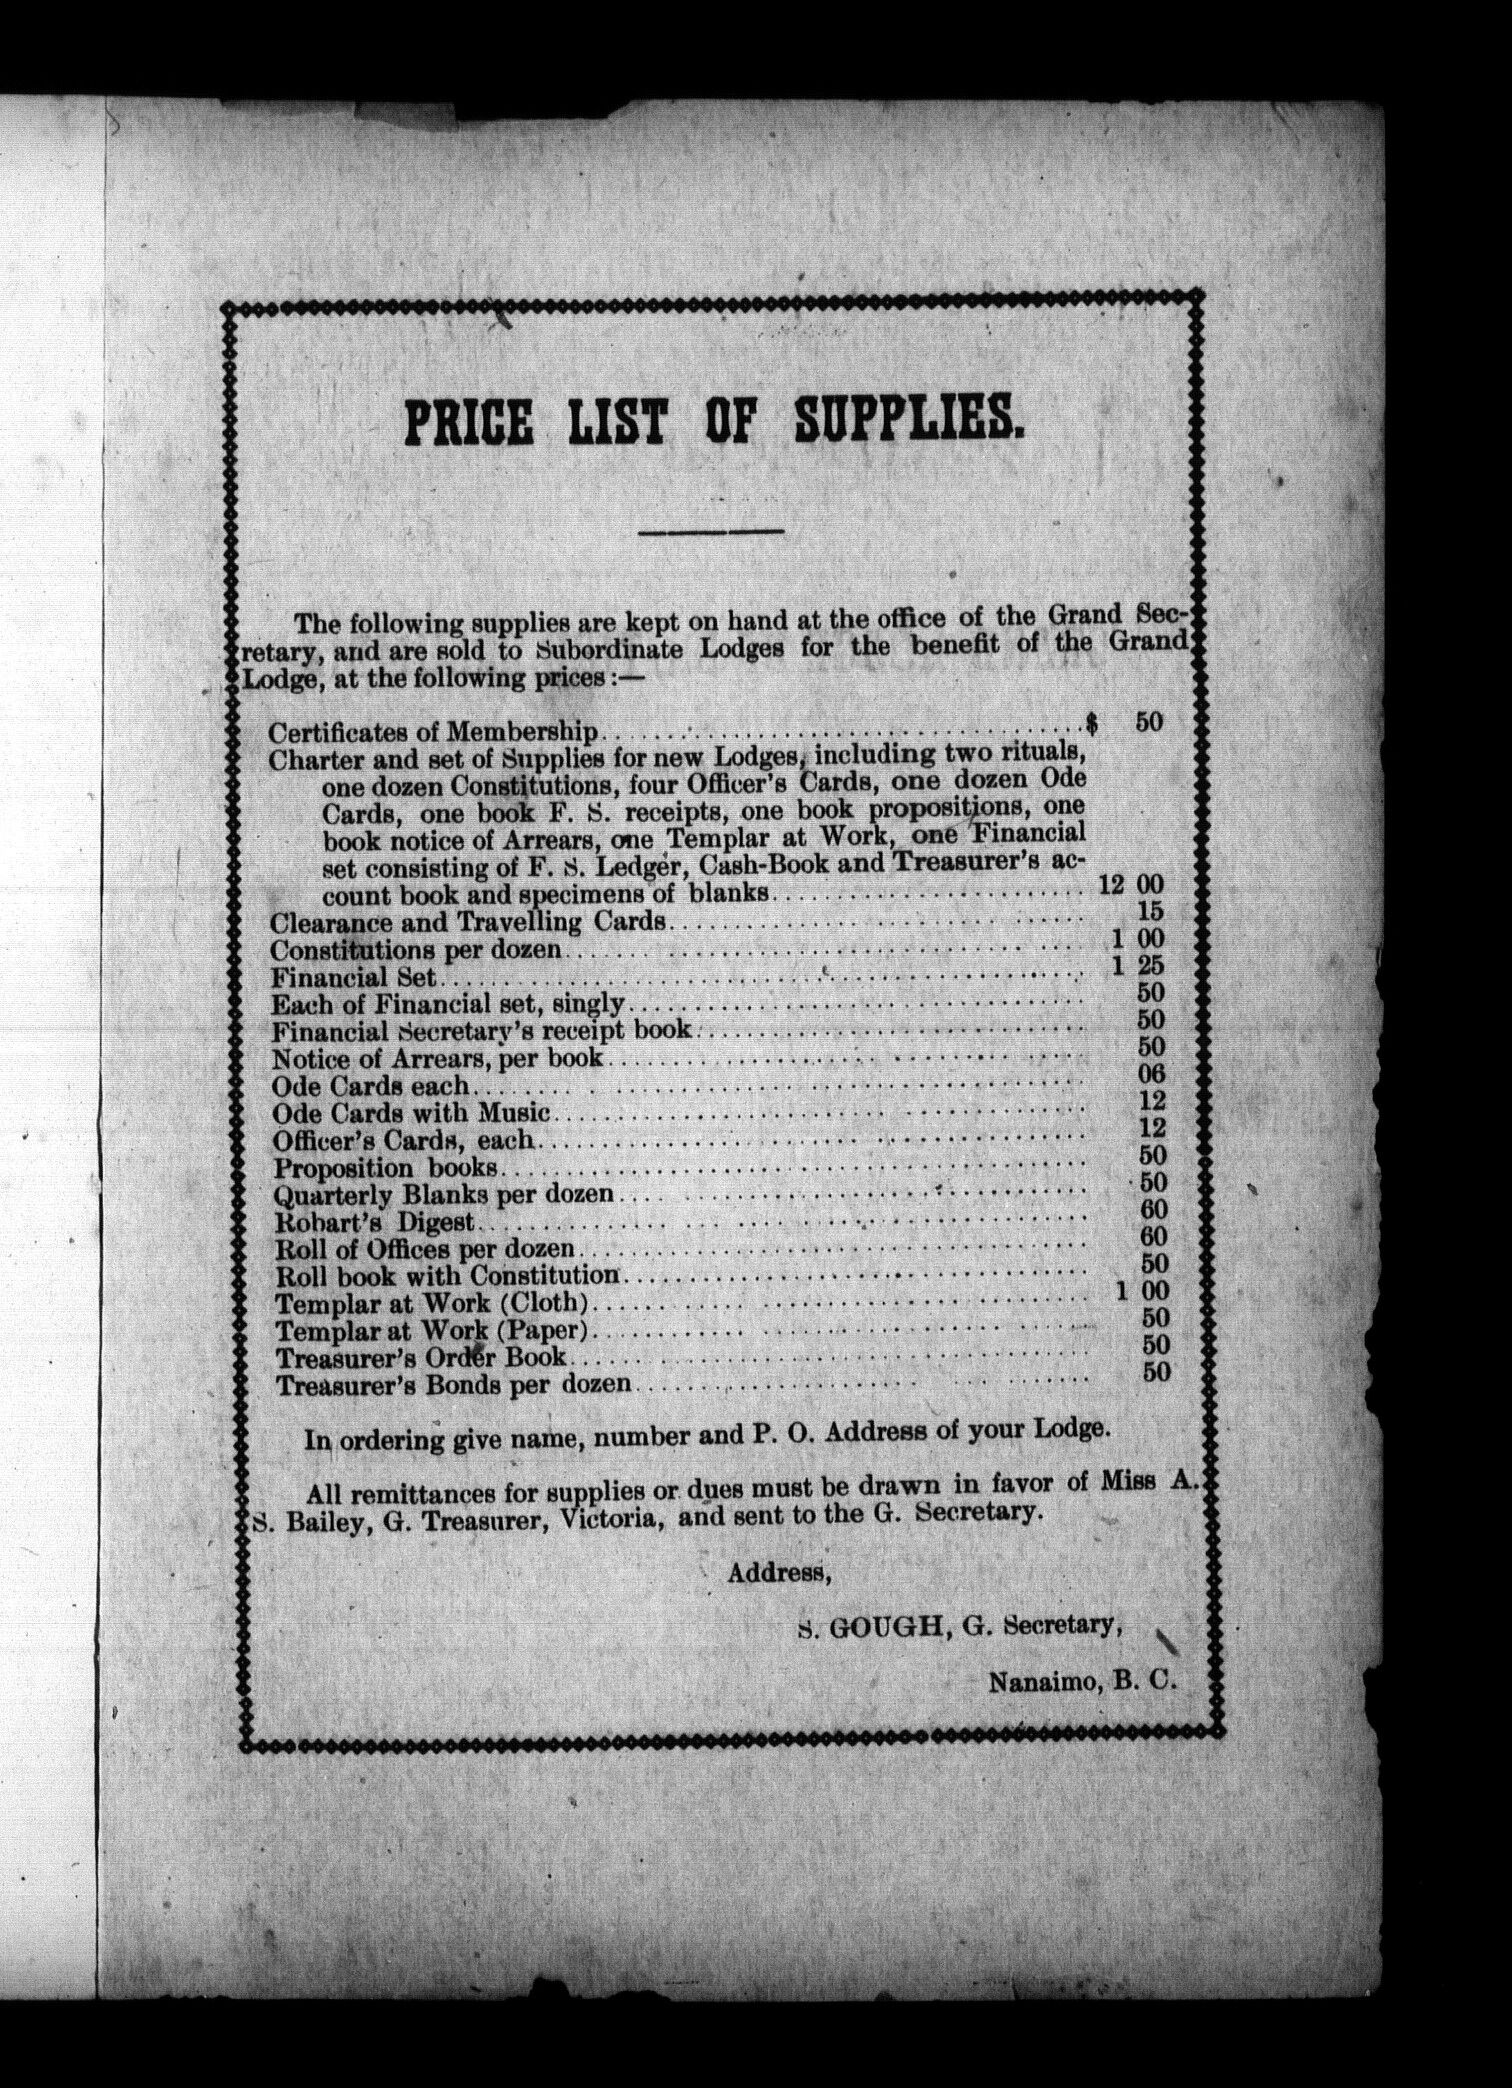 PRICE LIST OF SUPPLIES.
The following supplies are kept on hand at the office of the Grand Sec-
retary, and are sold to Subordinate Lodges for the benefit of the Grand
Lodge, at the following prices :—
Certificates of Membership........................................$ 50
Charter and set of Supplies for new Lodges, including two rituals,
one dozen Constitutions, four Officer's Cards, one dozen Ode
Cards, one book F. S. receipts, one book propositions, one
book notice of Arrears, one Templar at Work, one Financial
set consisting of F. S. Ledger, Cash-Book and Treasurer's ac-
count book and specimens of blanks......................... 12 00
Clearance and Travelling Cards................................ 15
Constitutions per dozen........................................ 1 00
Financial Set.................................................. 1 25
Each of Financial set, singly................................... 50
Financial Secretary's receipt book.............................. 50
Notice of Arrears, per book..................................... 50
Ode Cards each.................................................. 06
Ode Cards with Music............................................ 12
Officer's Cards, each........................................... 12
Proposition books............................................... 50
Quarterly Blanks per dozen...................................... 50
Robart's Digest................................................. 60
Roll of Offices per dozen....................................... 60
Roll book with Constitution..................................... 50
Templar at Work (Cloth)....................................... 1 00
Templar at Work (Paper)......................................... 50
Treasurer's Order Book.......................................... 50
Treasurer's Bonds per dozen..................................... 50
In ordering give name, number and P. O. Address of your Lodge.
All remittances for supplies or dues must be drawn in favor of Miss A.
S. Bailey, G. Treasurer, Victoria, and sent to the G. Secretary.
Address,
S. GOUGH, G. Secretary,
Nanaimo, B. C.